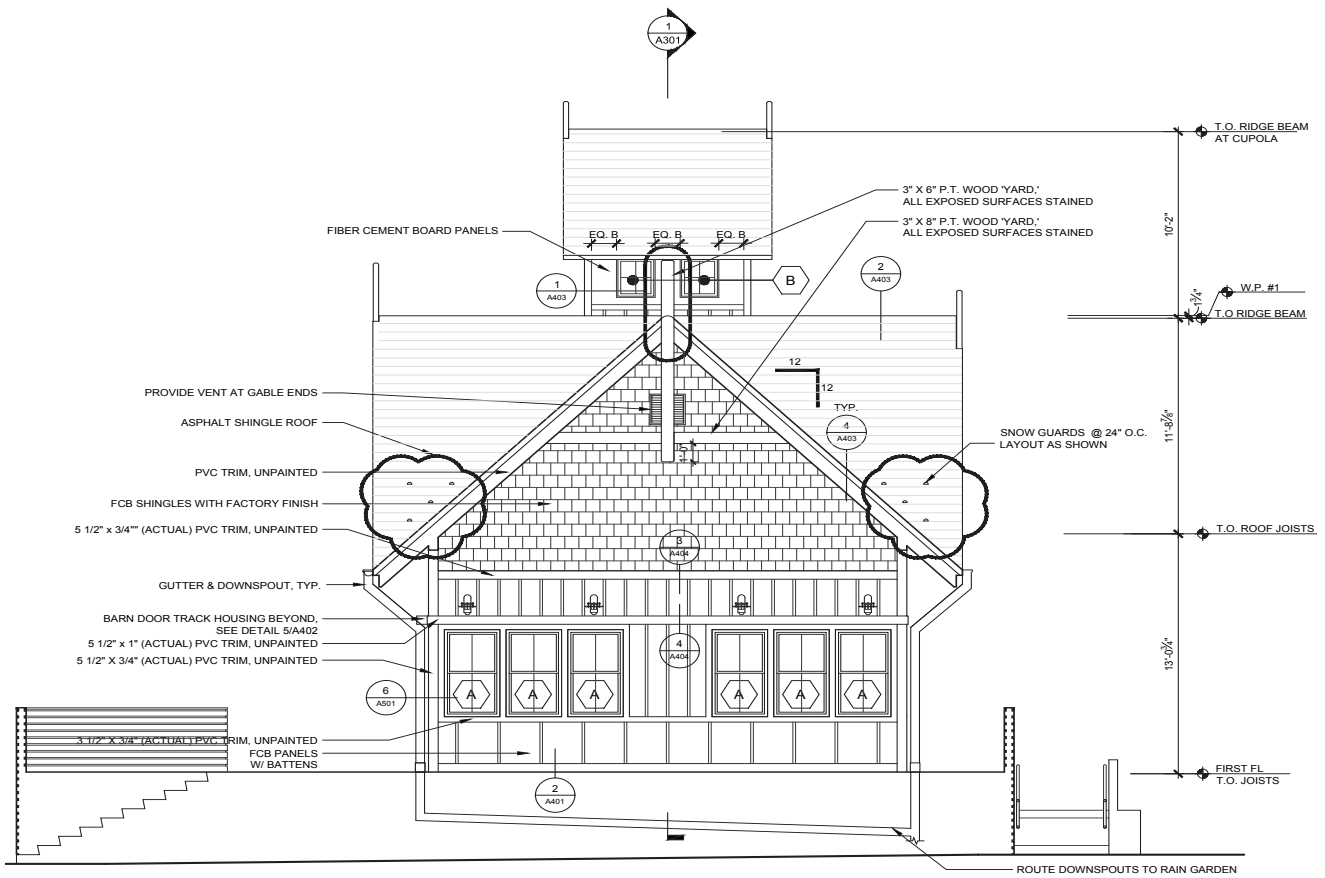 1
A301
T.O. RIDGE BEAM
AT CUPOLA
3" X 6" P.T. WOOD 'YARD,'
ALL EXPOSED SURFACES STAINED
3" X 8" P.T. WOOD 'YARD,'
ALL EXPOSED SURFACES STAINED
10'-2"
FIBER CEMENT BOARD PANELS
EQ. B
EQ. B
EQ. B
1
A403
B
2
A403
W.P. #1
1 3/4"
T.O RIDGE BEAM
12
12
PROVIDE VENT AT GABLE ENDS
ASPHALT SHINGLE ROOF
TYP.
4
A403
SNOW GUARDS @ 24" O.C.
LAYOUT AS SHOWN
11'-8 7/8"
PVC TRIM, UNPAINTED
FCB SHINGLES WITH FACTORY FINISH
5 1/2" x 3/4"" (ACTUAL) PVC TRIM, UNPAINTED
3
A404
T.O. ROOF JOISTS
GUTTER & DOWNSPOUT, TYP.
BARN DOOR TRACK HOUSING BEYOND,
SEE DETAIL 5/A402
5 1/2" x 1" (ACTUAL) PVC TRIM, UNPAINTED
5 1/2" X 3/4" (ACTUAL) PVC TRIM, UNPAINTED
4
A404
13'-0 3/4"
6
A501
A
A
A
A
A
A
3 1/2" X 3/4" (ACTUAL) PVC TRIM, UNPAINTED
FCB PANELS
W/ BATTENS
2
A401
FIRST FL
T.O. JOISTS
ROUTE DOWNSPOUTS TO RAIN GARDEN